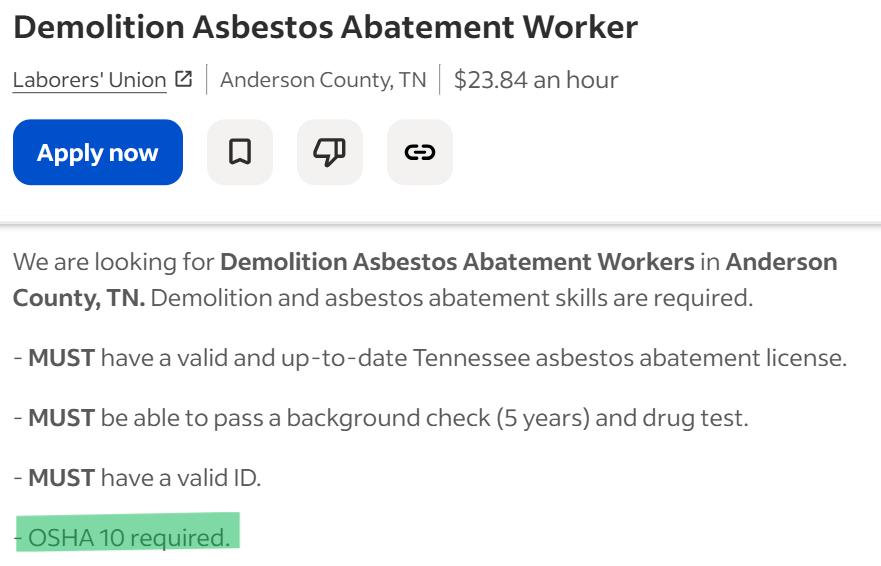 Demolition Asbestos Abatement Worker
Laborers' Union | Anderson County, TN | $23.84 an hour
Apply now
We are looking for Demolition Asbestos Abatement Workers in Anderson
County, TN. Demolition and asbestos abatement skills are required.
- MUST have a valid and up-to-date Tennessee asbestos abatement license.
- MUST be able to pass a background check (5 years) and drug test.
- MUST have a valid ID.
- OSHA 10 required.